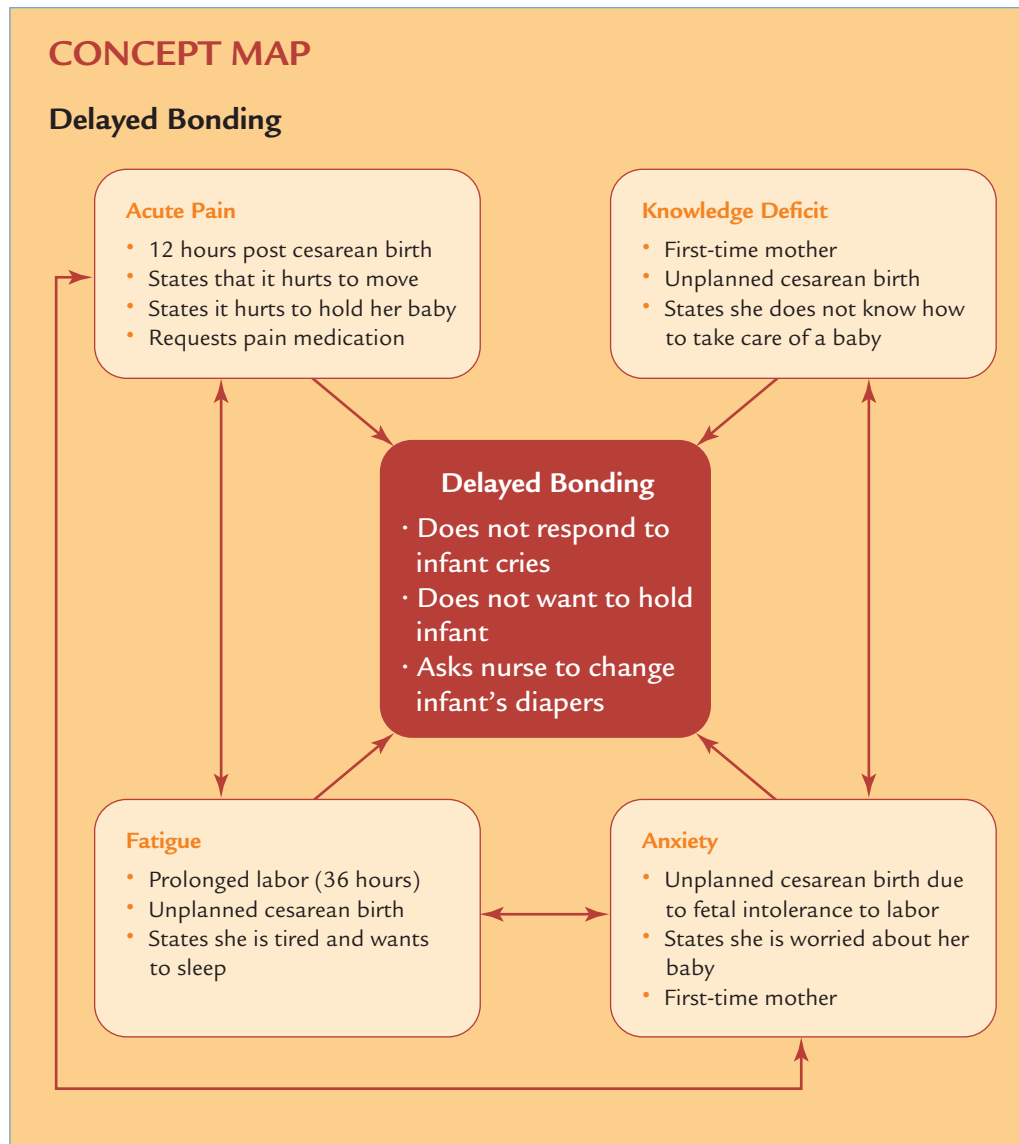 CONCEPT MAP
Delayed Bonding
Acute Pain
• 12 hours post cesarean birth
• States that it hurts to move
• States it hurts to hold her baby
• Requests pain medication
Knowledge Deficit
• First-time mother
• Unplanned cesarean birth
• States she does not know how
to take care of a baby
Delayed Bonding
· Does not respond to
infant cries
· Does not want to hold
infant
· Asks nurse to change
infant’s diapers
Fatigue
• Prolonged labor (36 hours)
• Unplanned cesarean birth
• States she is tired and wants
to sleep
Anxiety
• Unplanned cesarean birth due
to fetal intolerance to labor
• States she is worried about her
baby
• First-time mother